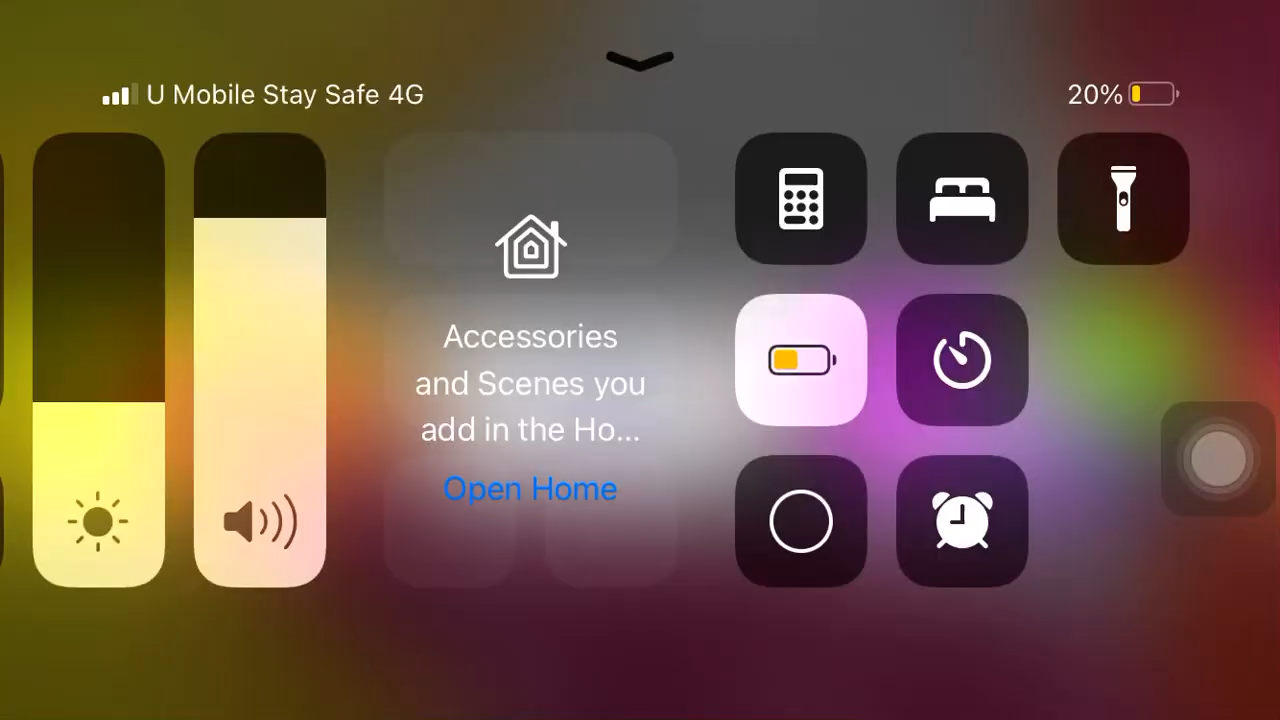 U Mobile Stay Safe 4G
20%
Accessories
and Scenes you
add in the Ho...
Open Home